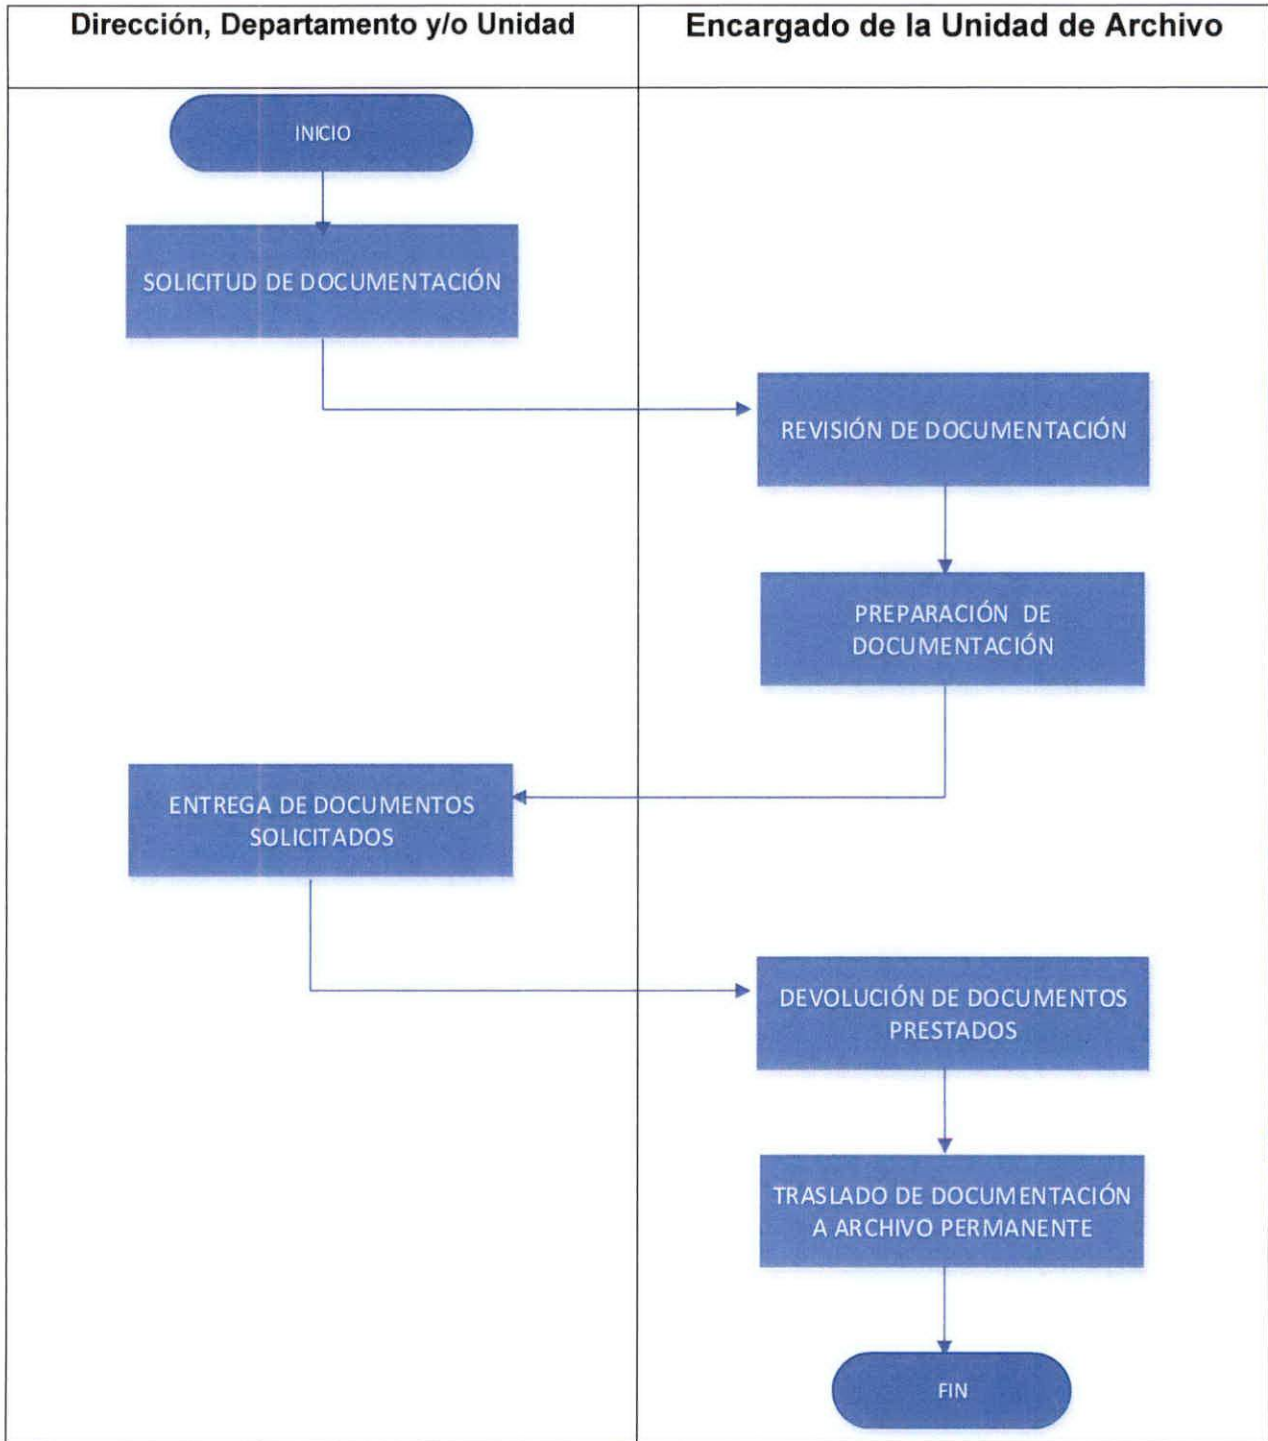 Dirección, Departamento y/o Unidad
Encargado de la Unidad de Archivo
INICIO
SOLICITUD DE DOCUMENTACIÓN
REVISIÓN DE DOCUMENTACIÓN
PREPARACIÓN DE
DOCUMENTACIÓN
ENTREGA DE DOCUMENTOS
SOLICITADOS
DEVOLUCIÓN DE DOCUMENTOS
PRESTADOS
TRASLADO DE DOCUMENTACIÓN
A ARCHIVO PERMANENTE
FIN